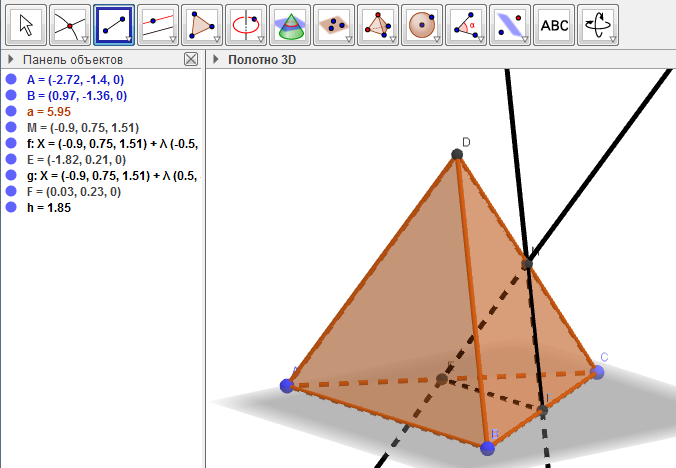 ABC
Панель объектов
Полотно 3D
A = (-2.72, -1.4, 0)
B = (0.97, -1.36, 0)
a = 5.95
M = (-0.9, 0.75, 1.51)
f: X = (-0.9, 0.75, 1.51) + λ (-0.5,
E = (-1.82, 0.21, 0)
g: X = (-0.9, 0.75, 1.51) + λ (0.5,
F = (0.03, 0.23, 0)
h = 1.85
D
C
B